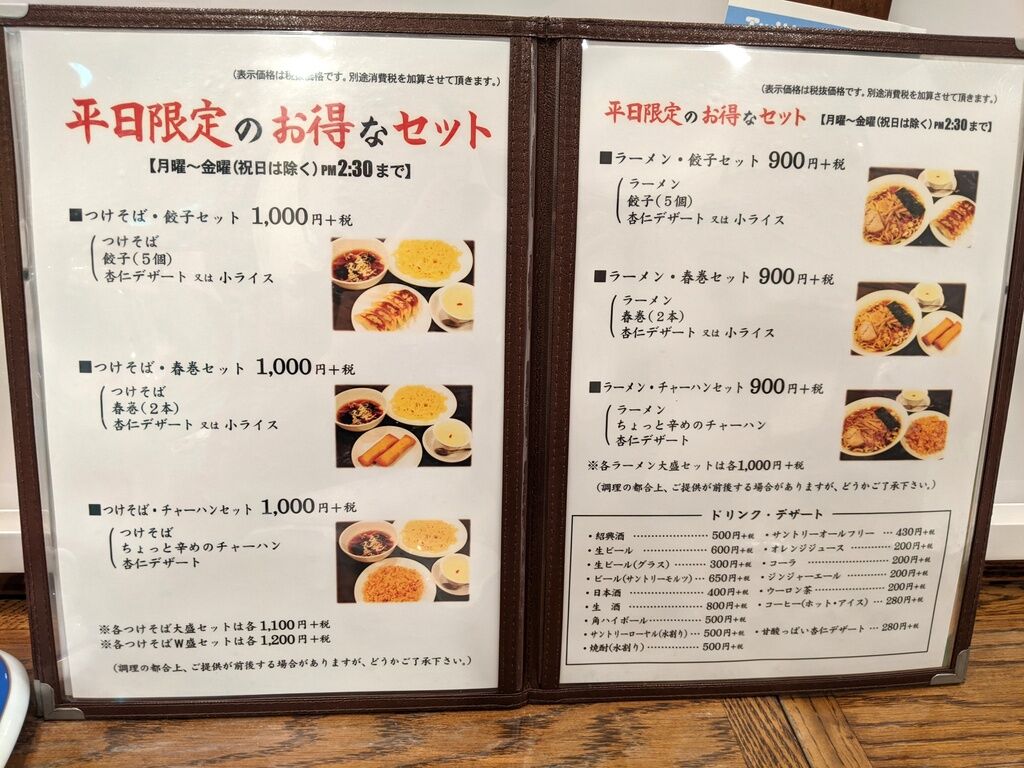 (表示価格は税抜価格です。別途消費税を加算させて頂きます。)
平日限定のお得なセット
【月曜～金曜(祝日は除く)PM2:30まで】
■つけそば・餃子セット 1,000円+税
つけそば
餃子(5個)
杏仁デザート 又は 小ライス
■つけそば・春巻セット 1,000円+税
つけそば
春巻(2本)
杏仁デザート 又は 小ライス
■つけそば・チャーハンセット 1,000円+税
つけそば
ちょっと辛めのチャーハン
杏仁デザート
※各つけそば大盛セットは各1,100円+税
※各つけそばW盛セットは各1,200円+税
(調理の都合上、ご提供が前後する場合がありますが、どうかご了承下さい。)
(表示価格は税抜価格です。別途消費税を加算させて頂きます。)
平日限定のお得なセット 【月曜～金曜(祝日は除く)PM2:30まで】
■ラーメン・餃子セット 900円+税
ラーメン
餃子(5個)
杏仁デザート 又は 小ライス
■ラーメン・春巻セット 900円+税
ラーメン
春巻(2本)
杏仁デザート 又は 小ライス
■ラーメン・チャーハンセット 900円+税
ラーメン
ちょっと辛めのチャーハン
杏仁デザート
※各ラーメン大盛セットは各1,000円+税
(調理の都合上、ご提供が前後する場合がありますが、どうかご了承下さい。)
ドリンク・デザート
・紹興酒 ………… 500円+税
・生ビール ………… 600円+税
・生ビール(グラス) ………… 300円+税
・ビール(サントリーモルツ) … 650円+税
・日本酒 ………… 400円+税
・生 酒 ………… 800円+税
・角ハイボール ………… 500円+税
・サントリーローヤル(水割り) … 500円+税
・焼酎(水割り) ………… 500円+税
・サントリーオールフリー … 430円+税
・オレンジジュース ……… 200円+税
・コーラ ………… 200円+税
・ジンジャーエール ……… 200円+税
・ウーロン茶 ………… 200円+税
・コーヒー(ホット・アイス) … 280円+税
・甘酸っぱい杏仁デザート … 280円+税